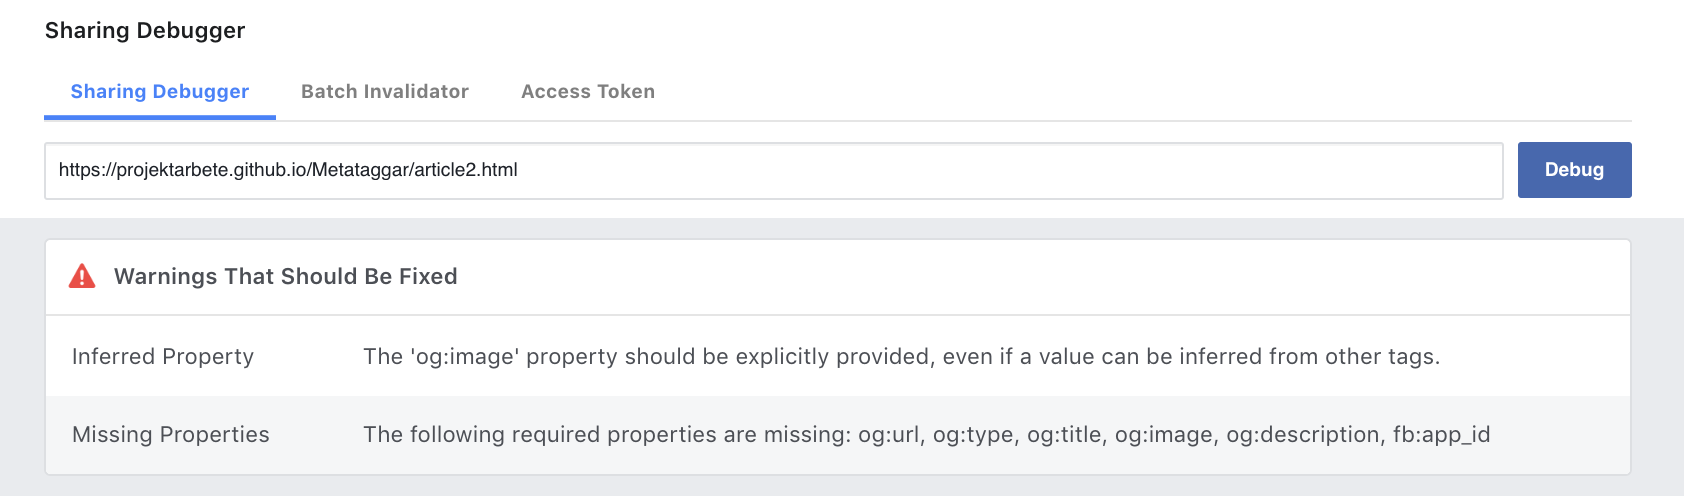 Sharing Debugger
Sharing Debugger Batch Invalidator Access Token
https://projektarbete.github.io/Metataggar/article2.html Debug
Warnings That Should Be Fixed
Inferred Property The 'og:image' property should be explicitly provided, even if a value can be inferred from other tags.
Missing Properties The following required properties are missing: og:url, og:type, og:title, og:image, og:description, fb:app_id